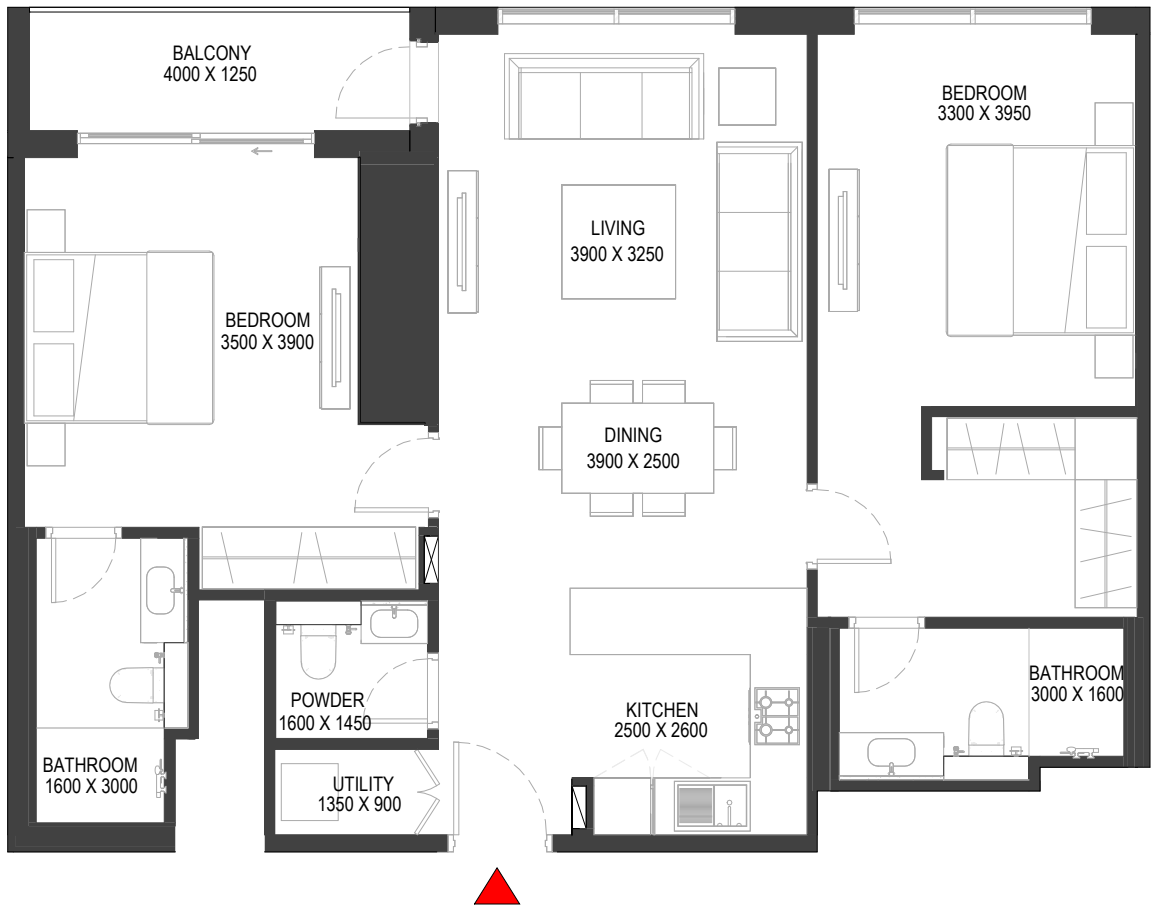 BALCONY
4000 X 1250
BEDROOM
3300 X 3950
LIVING
3900 X 3250
BEDROOM
3500 X 3900
DINING
3900 X 2500
BATHROOM
3000 X 1600
POWDER
1600 X 1450
KITCHEN
2500 X 2600
BATHROOM
1600 X 3000
UTILITY
1350 X 900